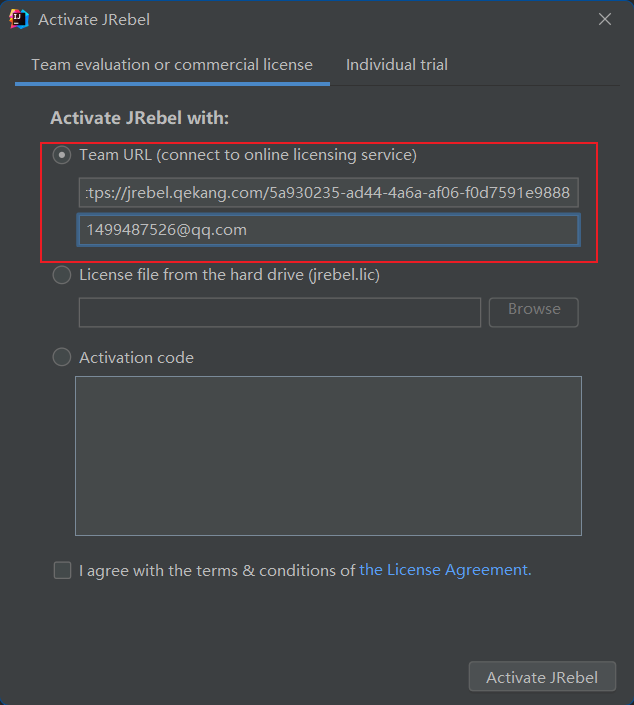 Activate JRebel
Team evaluation or commercial license
Individual trial
Activate JRebel with:
Team URL (connect to online licensing service)
:tps://jrebel.qekang.com/5a930235-ad44-4a6a-af06-f0d7591e9888
1499487526@qq.com
License file from the hard drive (jrebel.lic)
Browse
Activation code
I agree with the terms & conditions of the License Agreement.
Activate JRebel